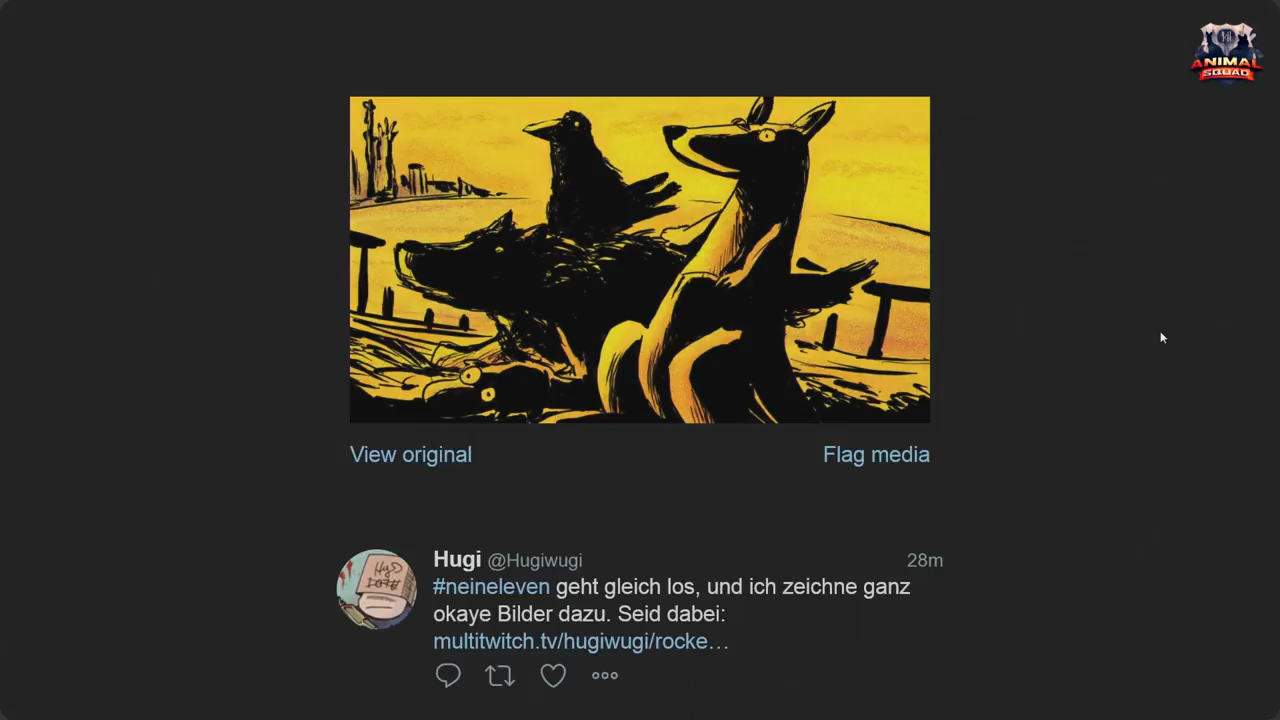 ANIMAL
SQUAD
View original
Flag media
Hugi @Hugiwugi
28m
#neineleven geht gleich los, und ich zeichne ganz
okaye Bilder dazu. Seid dabei:
multitwitch.tv/hugiwugi/rocke…